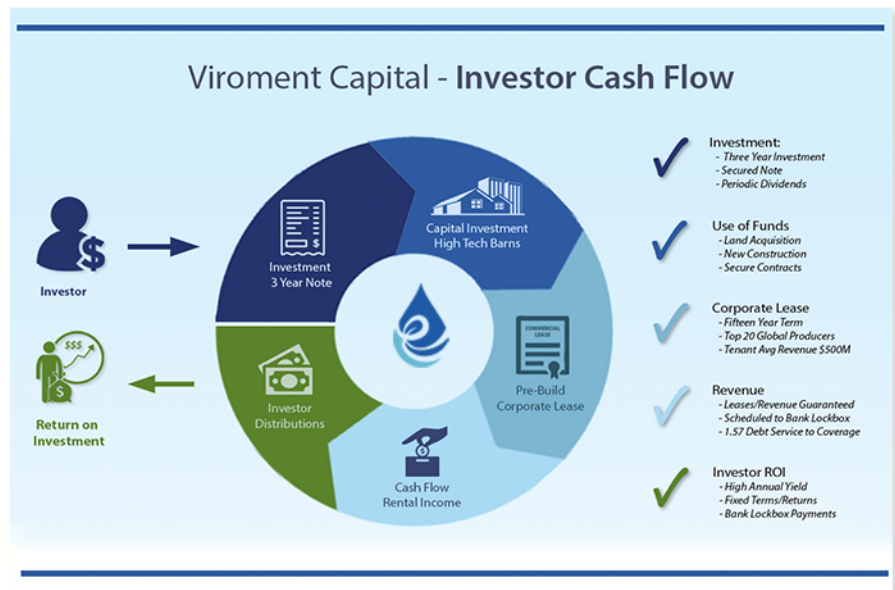 Viroment Capital - Investor Cash Flow
Investor
Return on
Investment
Investment
3 Year Note
$
Capital Investment
High Tech Barns
COMMERCIAL
LEASE
Pre-Build
Corporate Lease
Cash Flow
Rental Income
Investor
Distributions
$
$$$
$
Investment:
- Three Year Investment
- Secured Note
- Periodic Dividends
Use of Funds
- Land Acquisition
- New Construction
- Secure Contracts
Corporate Lease
- Fifteen Year Term
- Top 20 Global Producers
- Tenant Avg Revenue $500M
Revenue
- Leases/Revenue Guaranteed
- Scheduled to Bank Lockbox
- 1.57 Debt Service to Coverage
Investor ROI
- High Annual Yield
- Fixed Terms/Returns
- Bank Lockbox Payments